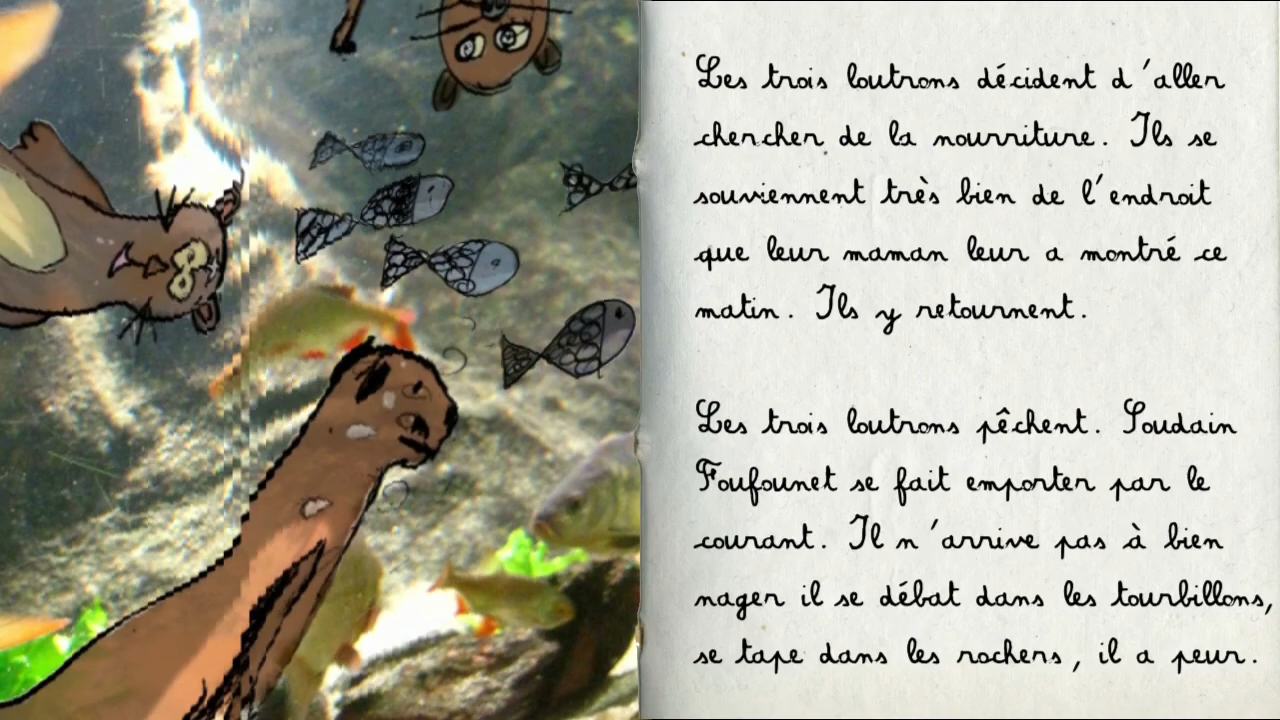 Les trois loutrons décident d'aller
chercher de la nourriture. Ils se
souviennent très bien de l'endroit
que leur maman leur a montré ce
matin. Ils y retournent.
Les trois loutrons pêchent. Soudain
Foufounet se fait emporter par le
courant. Il n'arrive pas à bien
nager il se débat dans les tourbillons,
se tape dans les rochers, il a peur.